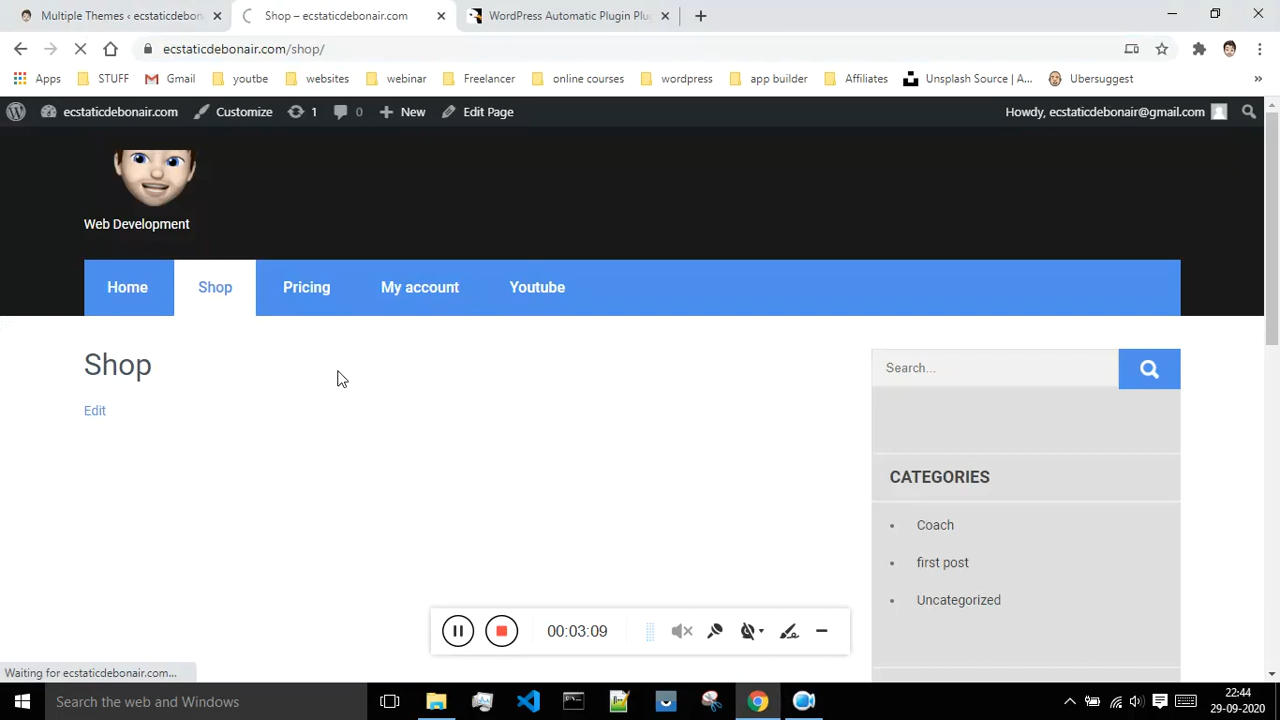 Multiple Themes ‹ ecstaticdebonair
Shop – ecstaticdebonair.com
WordPress Automatic Plugin Plu
ecstaticdebonair.com/shop/
Apps STUFF Gmail youtbe websites webinar Freelancer online courses wordpress app builder Affiliates Unsplash Source | A... Ubersuggest »
ecstaticdebonair.com Customize 1 0 New Edit Page Howdy, ecstaticdebonair@gmail.com
Web Development
Home Shop Pricing My account Youtube
Shop
Edit
Search...
CATEGORIES
Coach
first post
Uncategorized
00:03:09
Waiting for ecstaticdebonair.com...
Search the web and Windows
22:44
29-09-2020